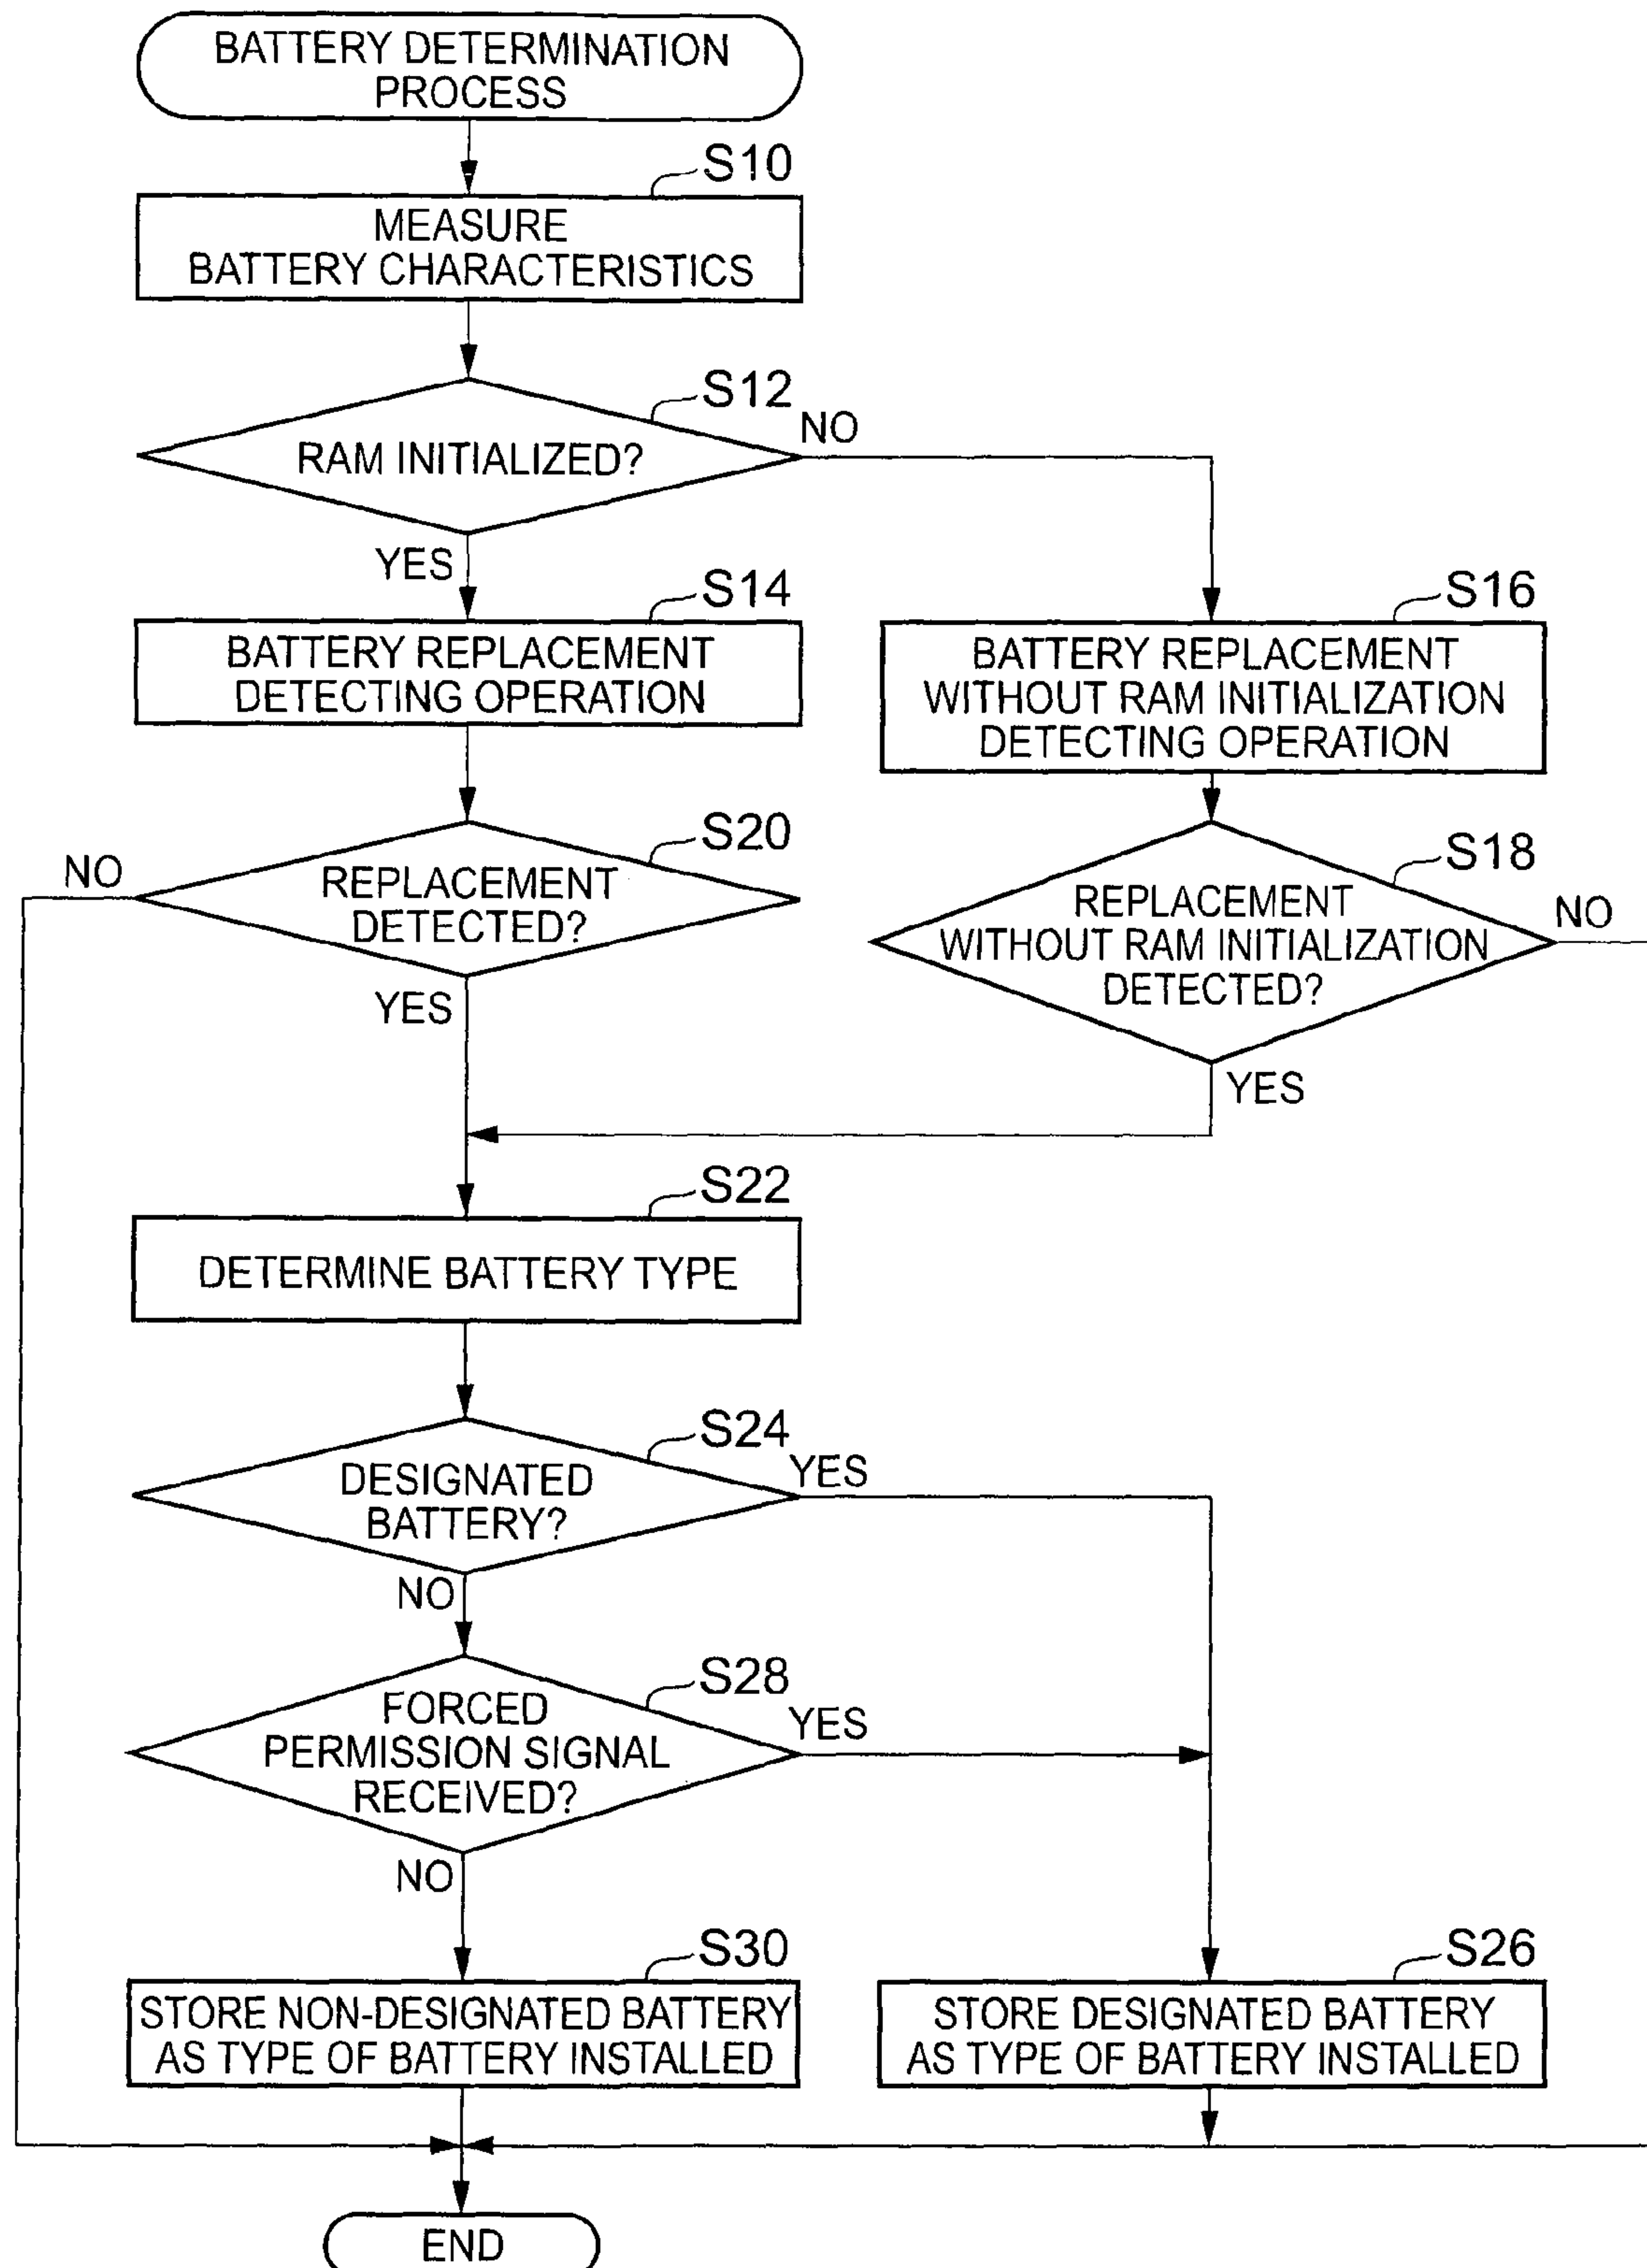 BATTERY DETERMINATION
PROCESS
S10
MEASURE
BATTERY CHARACTERISTICS
S12
RAM INITIALIZED?
NO
YES
S14
BATTERY REPLACEMENT
DETECTING OPERATION
S16
BATTERY REPLACEMENT
WITHOUT RAM INITIALIZATION
DETECTING OPERATION
S20
REPLACEMENT
DETECTED?
NO
YES
S18
REPLACEMENT
WITHOUT RAM INITIALIZATION
DETECTED?
NO
YES
S22
DETERMINE BATTERY TYPE
S24
DESIGNATED
BATTERY?
YES
NO
S28
FORCED
PERMISSION SIGNAL
RECEIVED?
YES
NO
S30
STORE NON-DESIGNATED BATTERY
AS TYPE OF BATTERY INSTALLED
S26
STORE DESIGNATED BATTERY
AS TYPE OF BATTERY INSTALLED
END